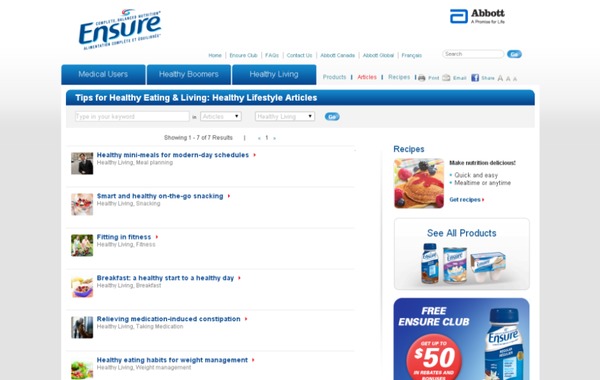 COMPLETE, BALANCED NUTRITION
Ensure
ALIMENTATION COMPLÈTE ET ÉQUILIBRÉE
Abbott
A Promise for Life
Home | Ensure Club | FAQs | Contact Us | Abbott Canada | Abbott Global | Français
Search
Go!
Medical Users
Healthy Boomers
Healthy Living
Products | Articles | Recipes |
Print
Email
Share
A A A
Tips for Healthy Eating & Living: Healthy Lifestyle Articles
Type in your keyword
in
Articles
Healthy Living
Go!
Showing 1 - 7 of 7 Results | « 1 »
Healthy mini-meals for modern-day schedules
Healthy Living, Meal planning
Smart and healthy on-the-go snacking
Healthy Living, Snacking
Fitting in fitness
Healthy Living, Fitness
Breakfast: a healthy start to a healthy day
Healthy Living, Breakfast
Relieving medication-induced constipation
Healthy Living, Taking Medication
Healthy eating habits for weight management
Healthy Living, Weight management
Recipes
Make nutrition delicious!
• Quick and easy
• Mealtime or anytime
Get recipes
See All Products
FREE
ENSURE CLUB
GET UP TO
$50
IN REBATES AND
BONUSES
Ensure